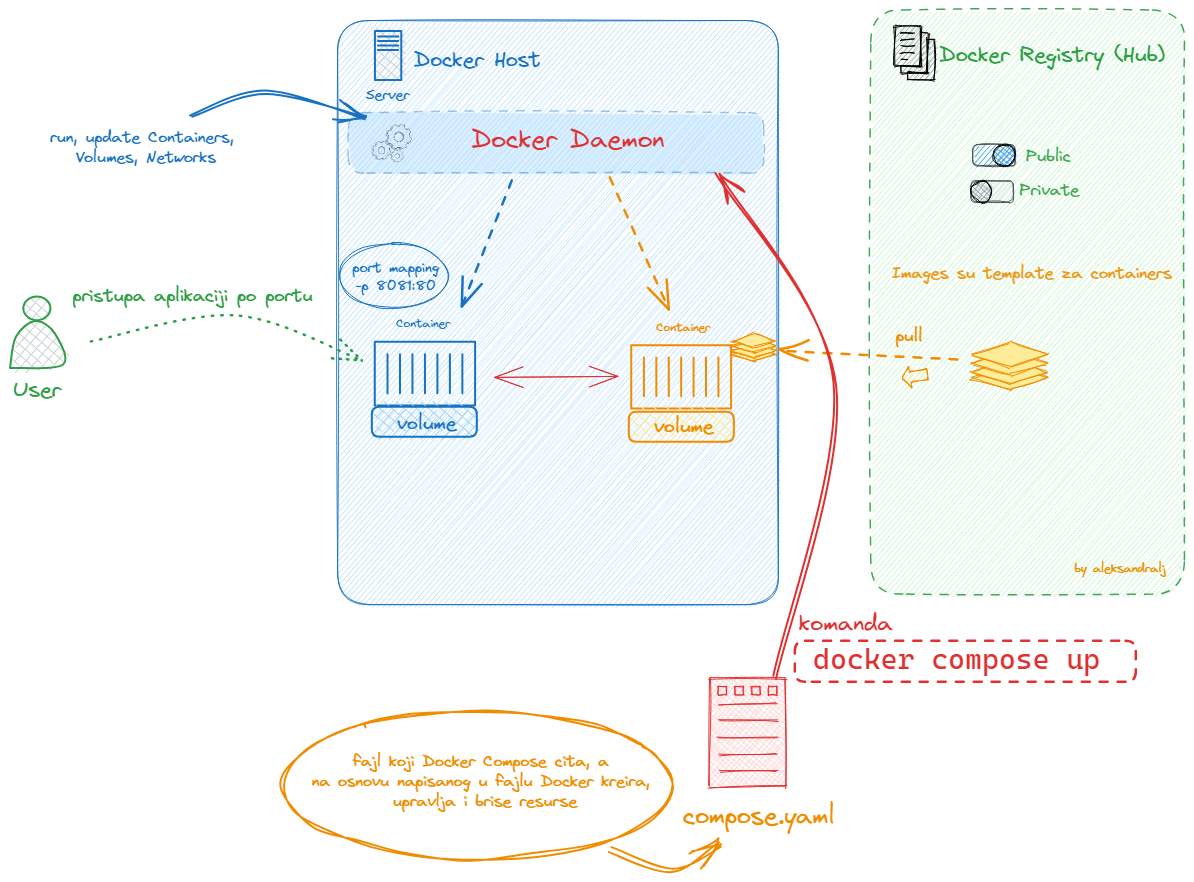 Docker Host
Server
run, update Containers,
Volumes, Networks
Docker Daemon
Docker Registry (Hub)
Public
Private
Images su template za containers
port mapping
-p 8081:80
pristupa aplikaciji po portu
User
Container
volume
Container
volume
pull
by aleksandralj
komanda
docker compose up
fajl koji Docker Compose cita, a
na osnovu napisanog u fajlu Docker kreira,
upravlja i brise resurse
compose.yaml